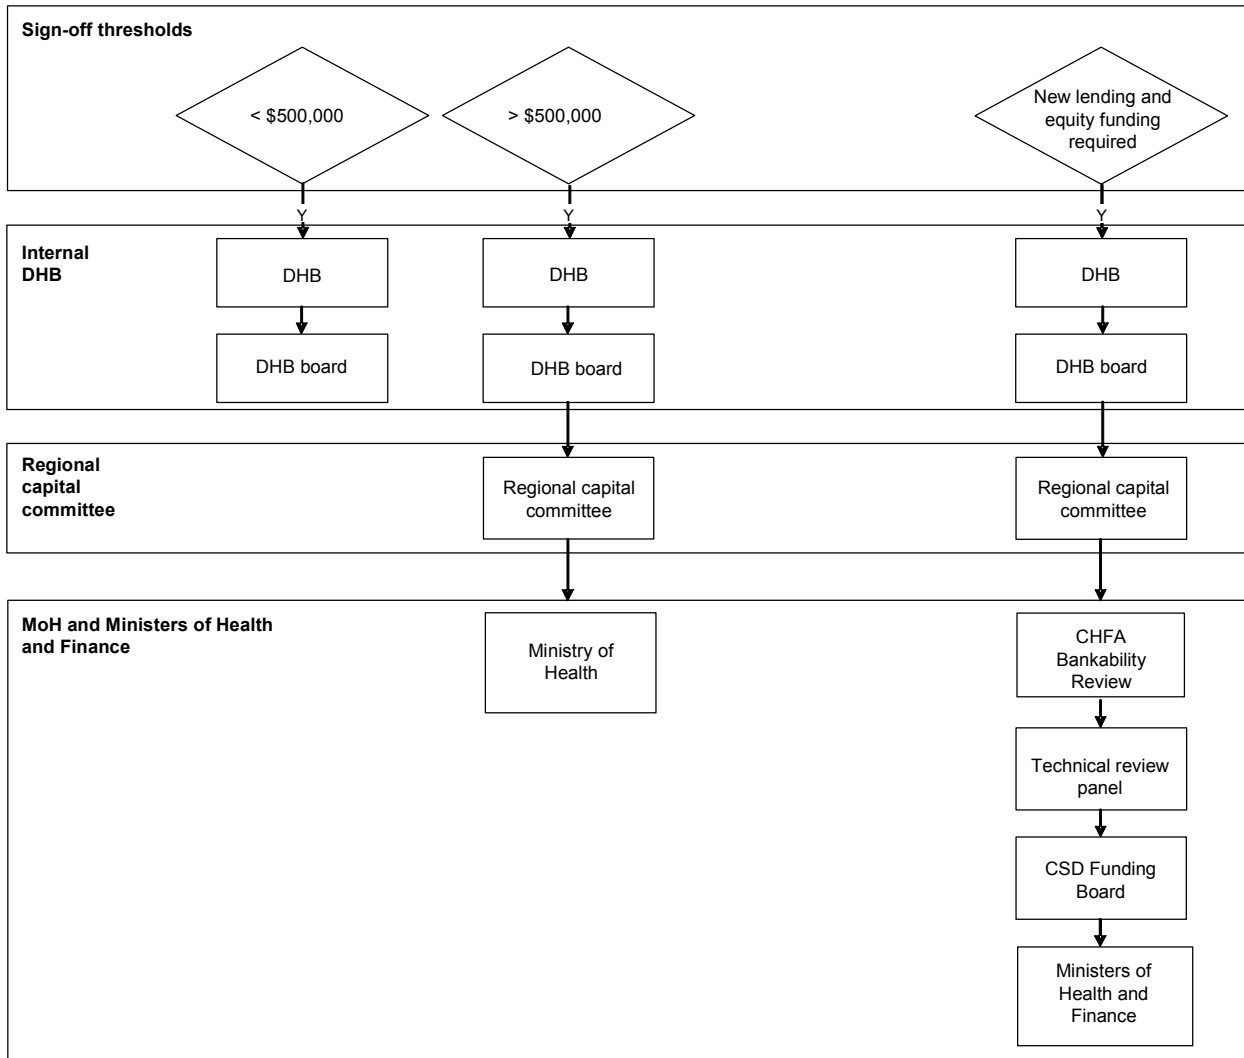 Sign-off thresholds
< $500,000
> $500,000
New lending and
equity funding
required
Y
Y
Y
Internal
DHB
DHB
DHB
DHB
DHB board
DHB board
DHB board
Regional
capital
committee
Regional capital
committee
Regional capital
committee
MoH and Ministers of Health
and Finance
Ministry of
Health
CHFA
Bankability
Review
Technical review
panel
CSD Funding
Board
Ministers of
Health and
Finance